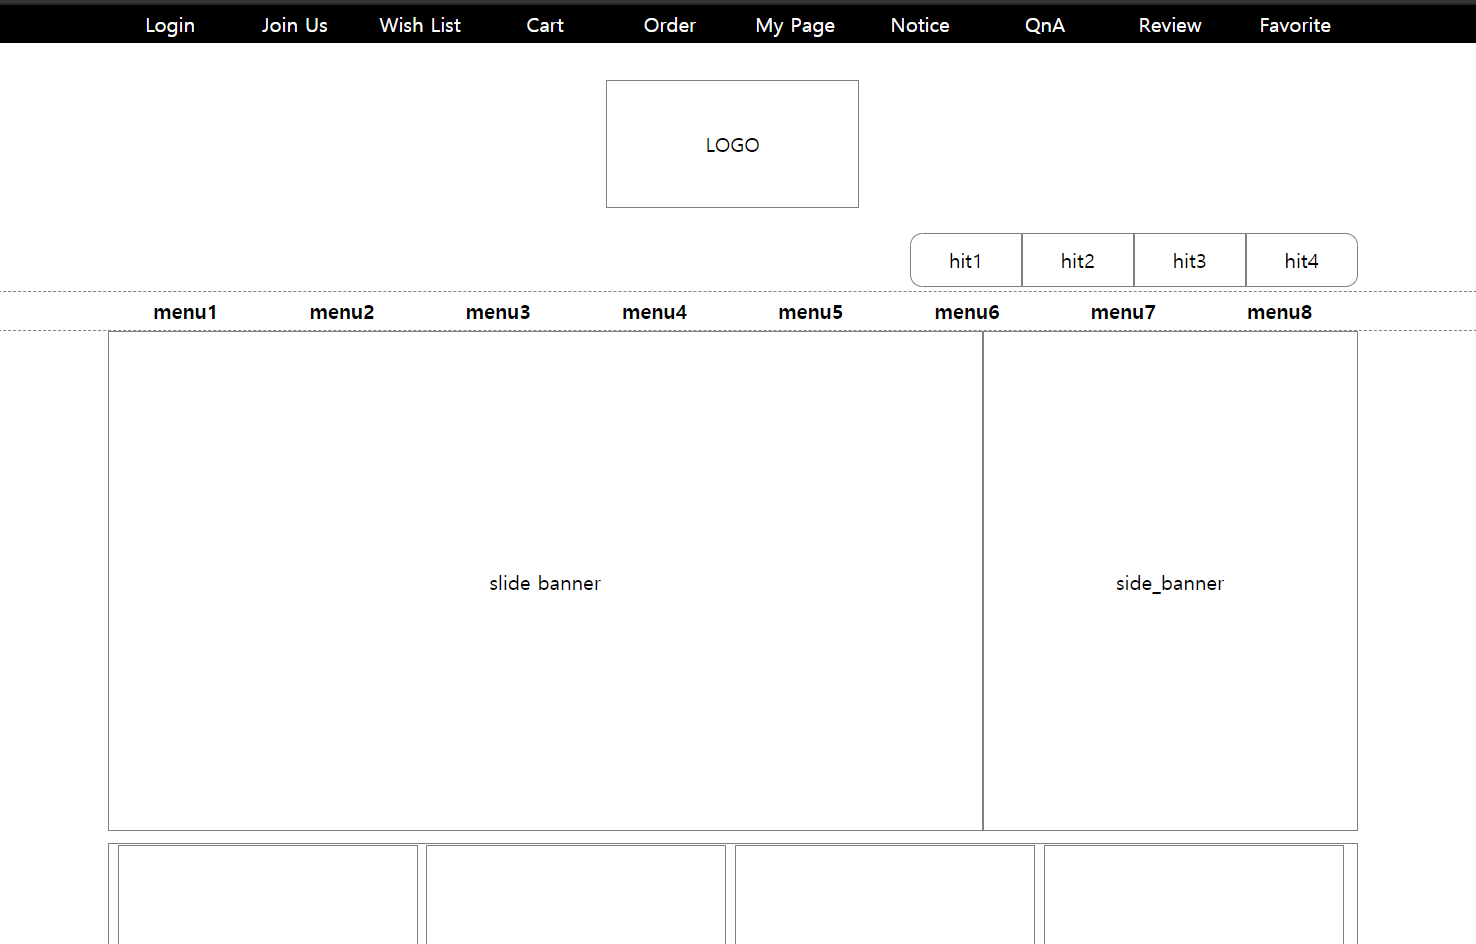 Login Join Us Wish List Cart Order My Page Notice QnA Review Favorite
LOGO
hit1 hit2 hit3 hit4
menu1 menu2 menu3 menu4 menu5 menu6 menu7 menu8
slide banner side_banner